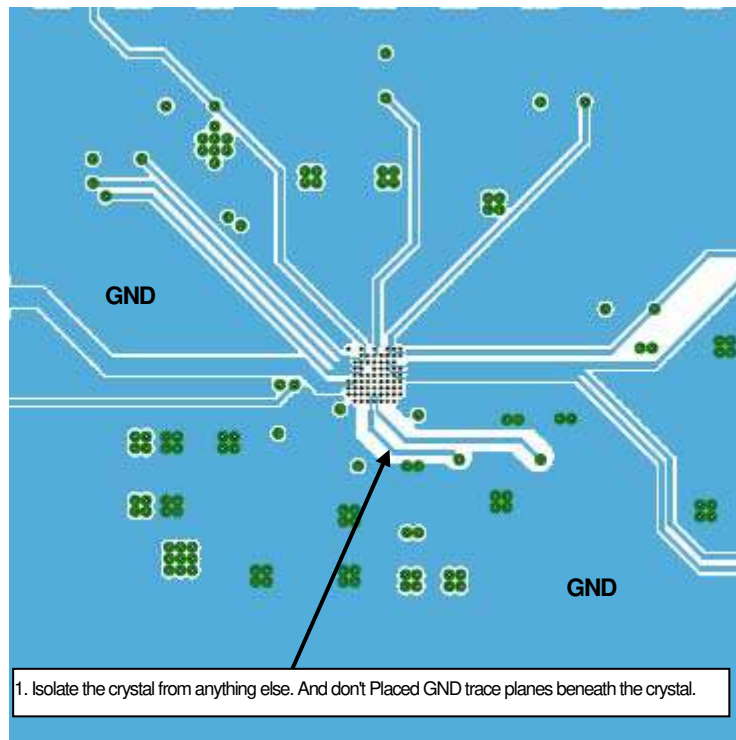 GND
GND
1. Isolate the crystal from anything else. And don't Placed GND trace planes beneath the crystal.